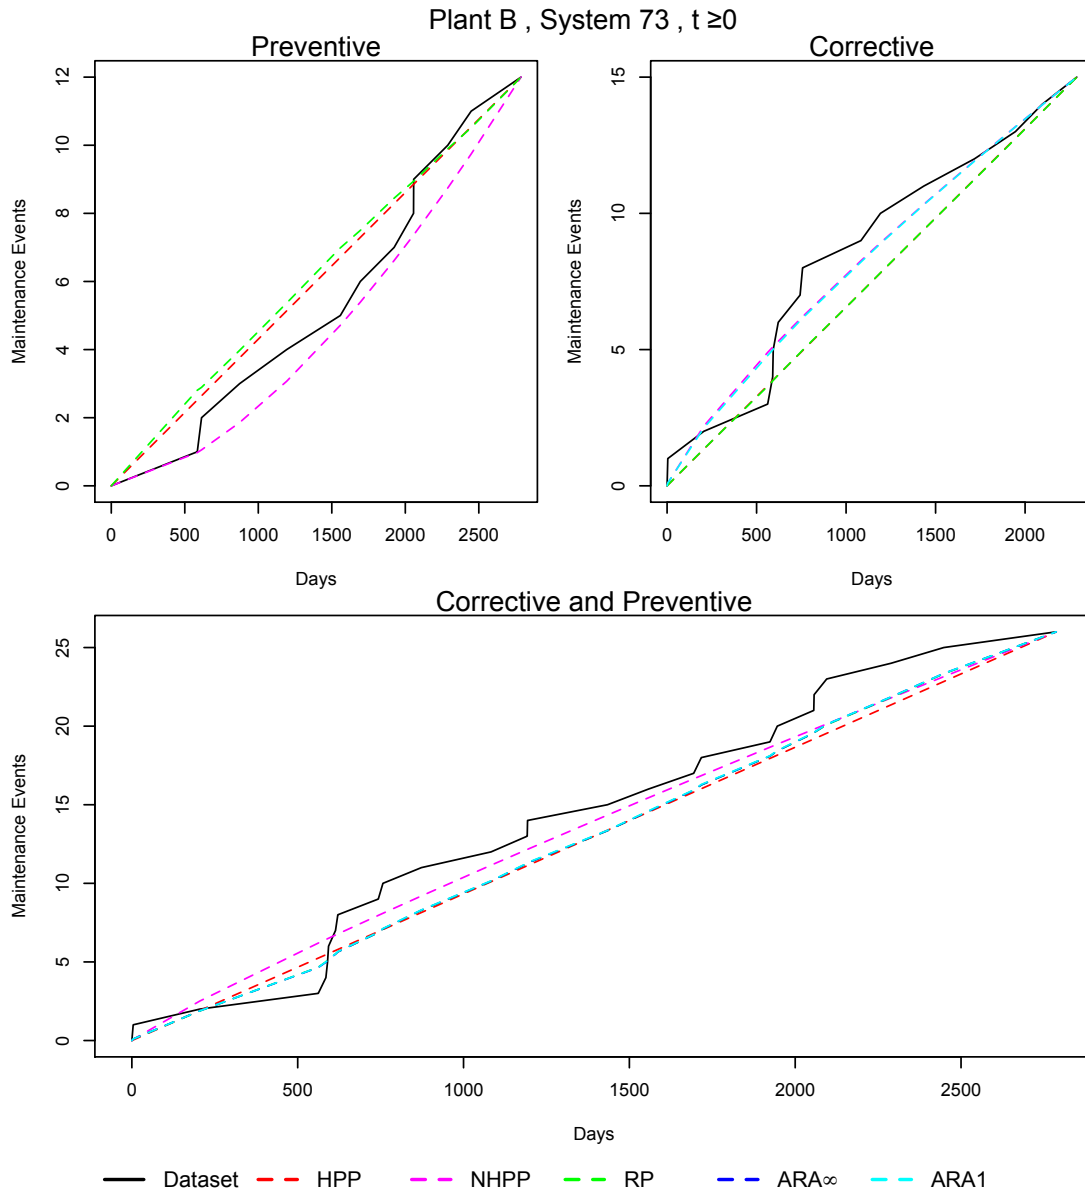 Plant B , System 73 , t ≥0
Preventive
Corrective
Maintenance Events
0 2 4 6 8 10 12
0 500 1000 1500 2000 2500
Days
Maintenance Events
0 5 10 15
0 500 1000 1500 2000
Days
Corrective and Preventive
Maintenance Events
0 5 10 15 20 25
0 500 1000 1500 2000 2500
Days
Dataset HPP NHPP RP ARA∞ ARA1